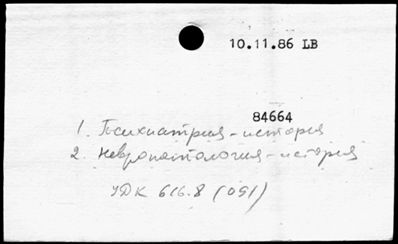 10.11.86 LB
84664
1. Психиатрия - история
2. Невропатология - история
УДК 616.8 (091)